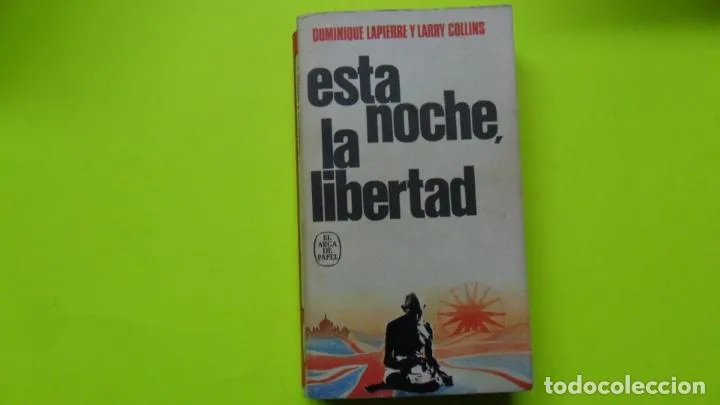 DOMINIQUE LAPIERRE Y LARRY COLLINS
esta
noche,
la
libertad
EL
ARCA
DE
PAPEL
todocoleccion